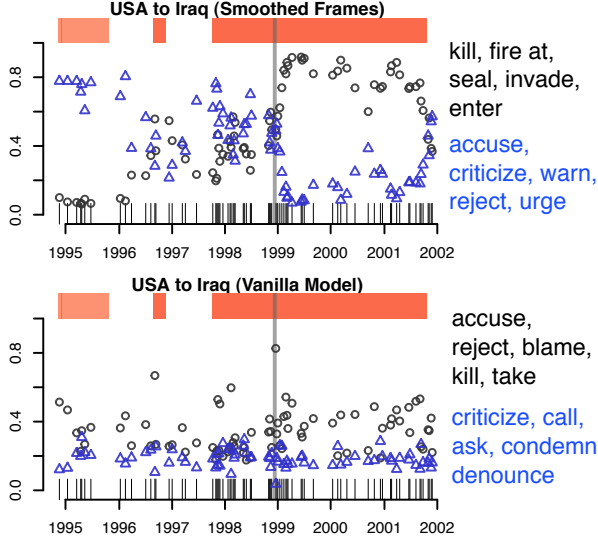 USA to Iraq (Smoothed Frames)
0.0 0.4 0.8
1995 1996 1997 1998 1999 2000 2001 2002
kill, fire at,
seal, invade,
enter
accuse,
criticize, warn,
reject, urge
USA to Iraq (Vanilla Model)
0.0 0.4 0.8
1995 1996 1997 1998 1999 2000 2001 2002
accuse,
reject, blame,
kill, take
criticize, call,
ask, condemn
denounce